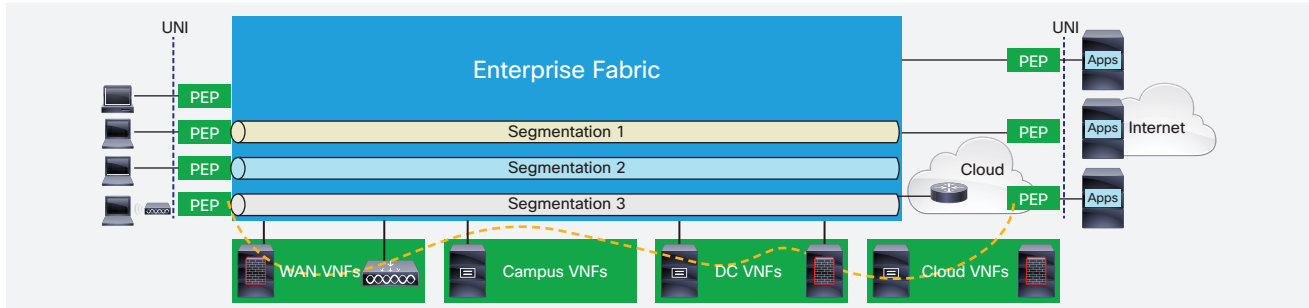 UNI
UNI
Enterprise Fabric
PEP
Apps
PEP
PEP
Segmentation 1
PEP
Apps
Internet
PEP
Segmentation 2
Cloud
PEP
Segmentation 3
PEP
Apps
WAN VNFs
Campus VNFs
DC VNFs
Cloud VNFs